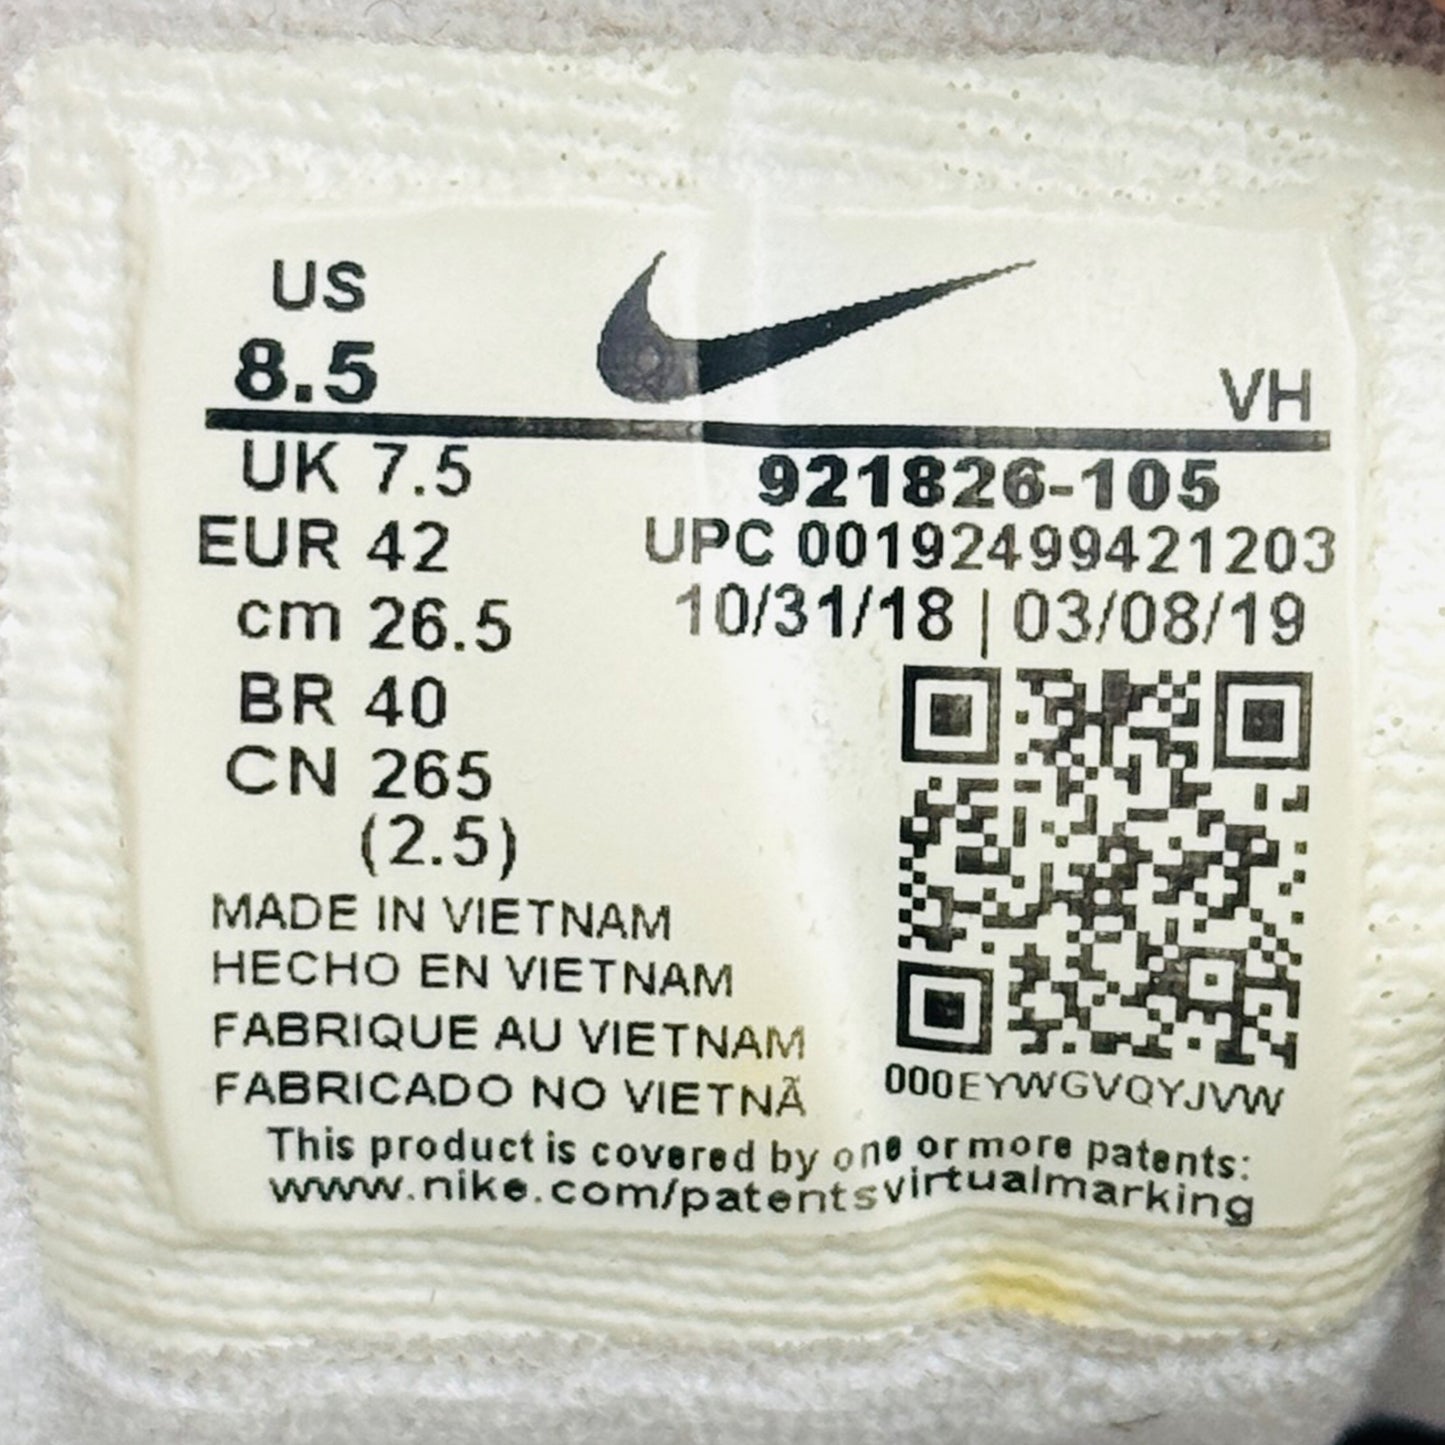 US
8.5
VH
UK 7.5
921826-105
EUR 42
UPC 00192499421203
cm 26.5
10/31/18 | 03/08/19
BR 40
CN 265
(2.5)
MADE IN VIETNAM
HECHO EN VIETNAM
FABRIQUE AU VIETNAM
FABRICADO NO VIETNÃ
000EYWGVQYJVW
This product is covered by one or more patents:
www.nike.com/patentsvirtualmarking